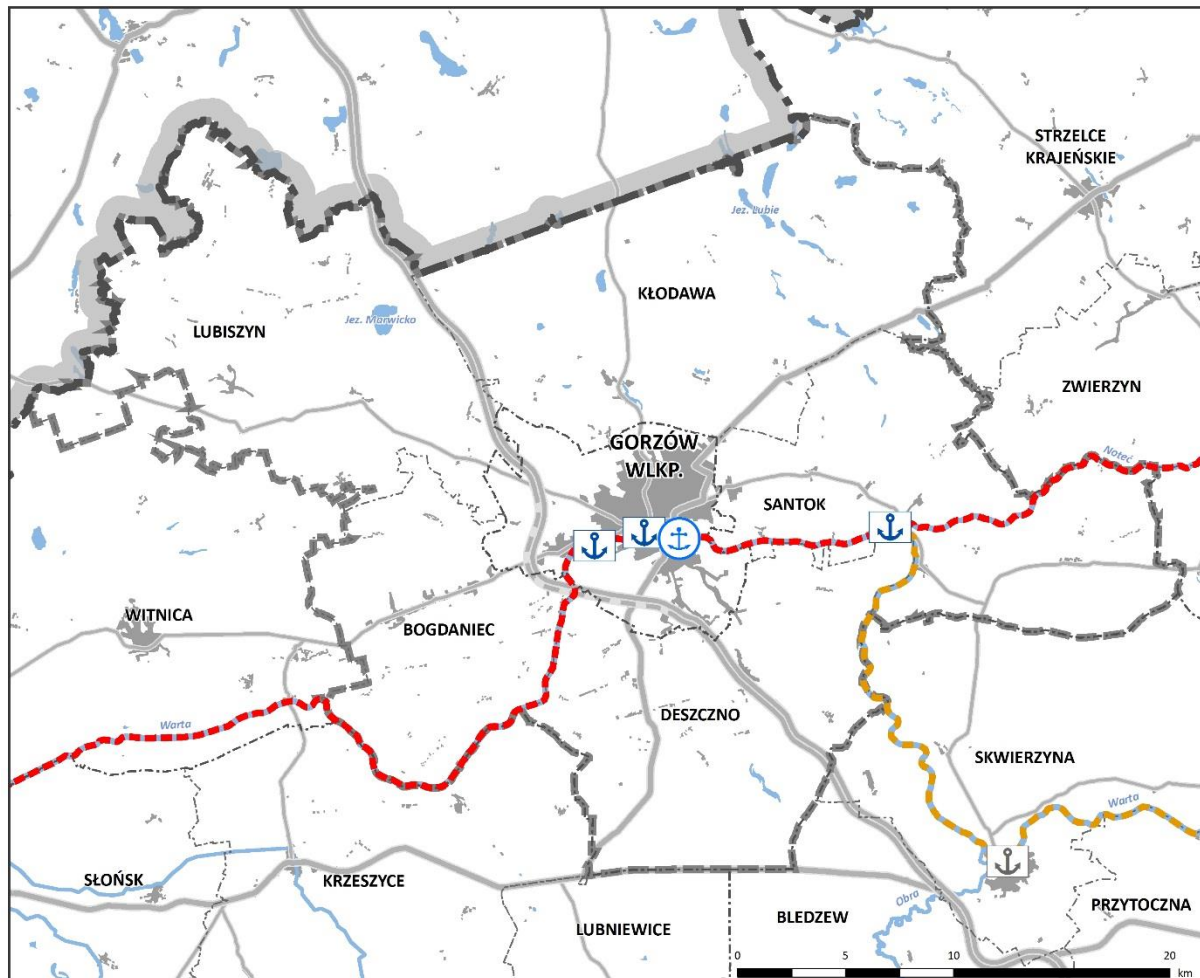 STRZELCE
KRAJEŃSKIE
Jez. Lubie
KŁODAWA
Jez. Marwicko
LUBISZYN
ZWIERZYN
GORZÓW
WLKP.
Noteć
SANTOK
WITNICA
BOGDANIEC
DESZCZNO
Warta
SKWIERZYNA
Warta
SŁOŃSK
KRZESZYCE
Obra
PRZYTOCZNA
LUBNIEWICE
BLEDZEW
0 5 10 20
km